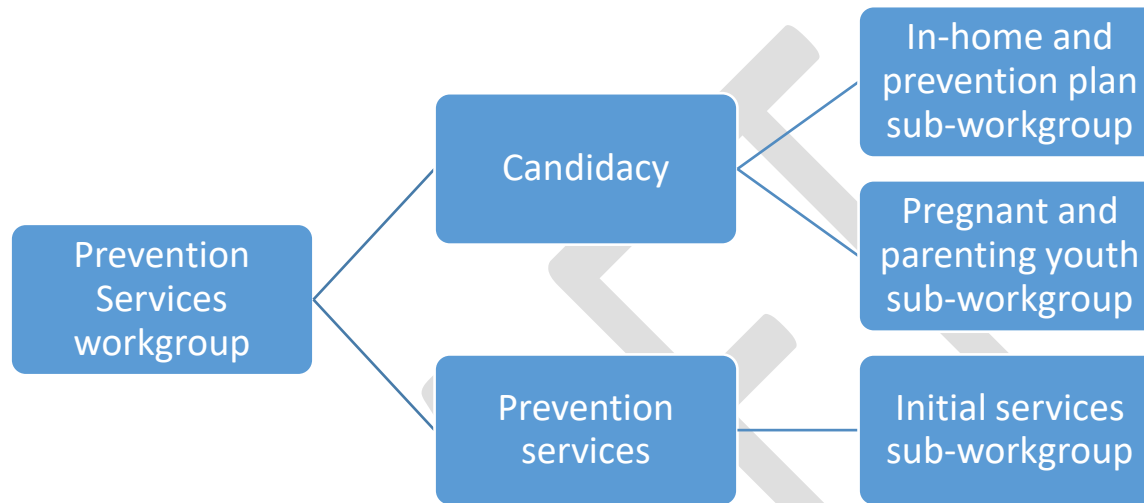 In-home and
prevention plan
sub-workgroup
Candidacy
Pregnant and
parenting youth
sub-workgroup
Prevention
Services
workgroup
Prevention
services
Initial services
sub-workgroup